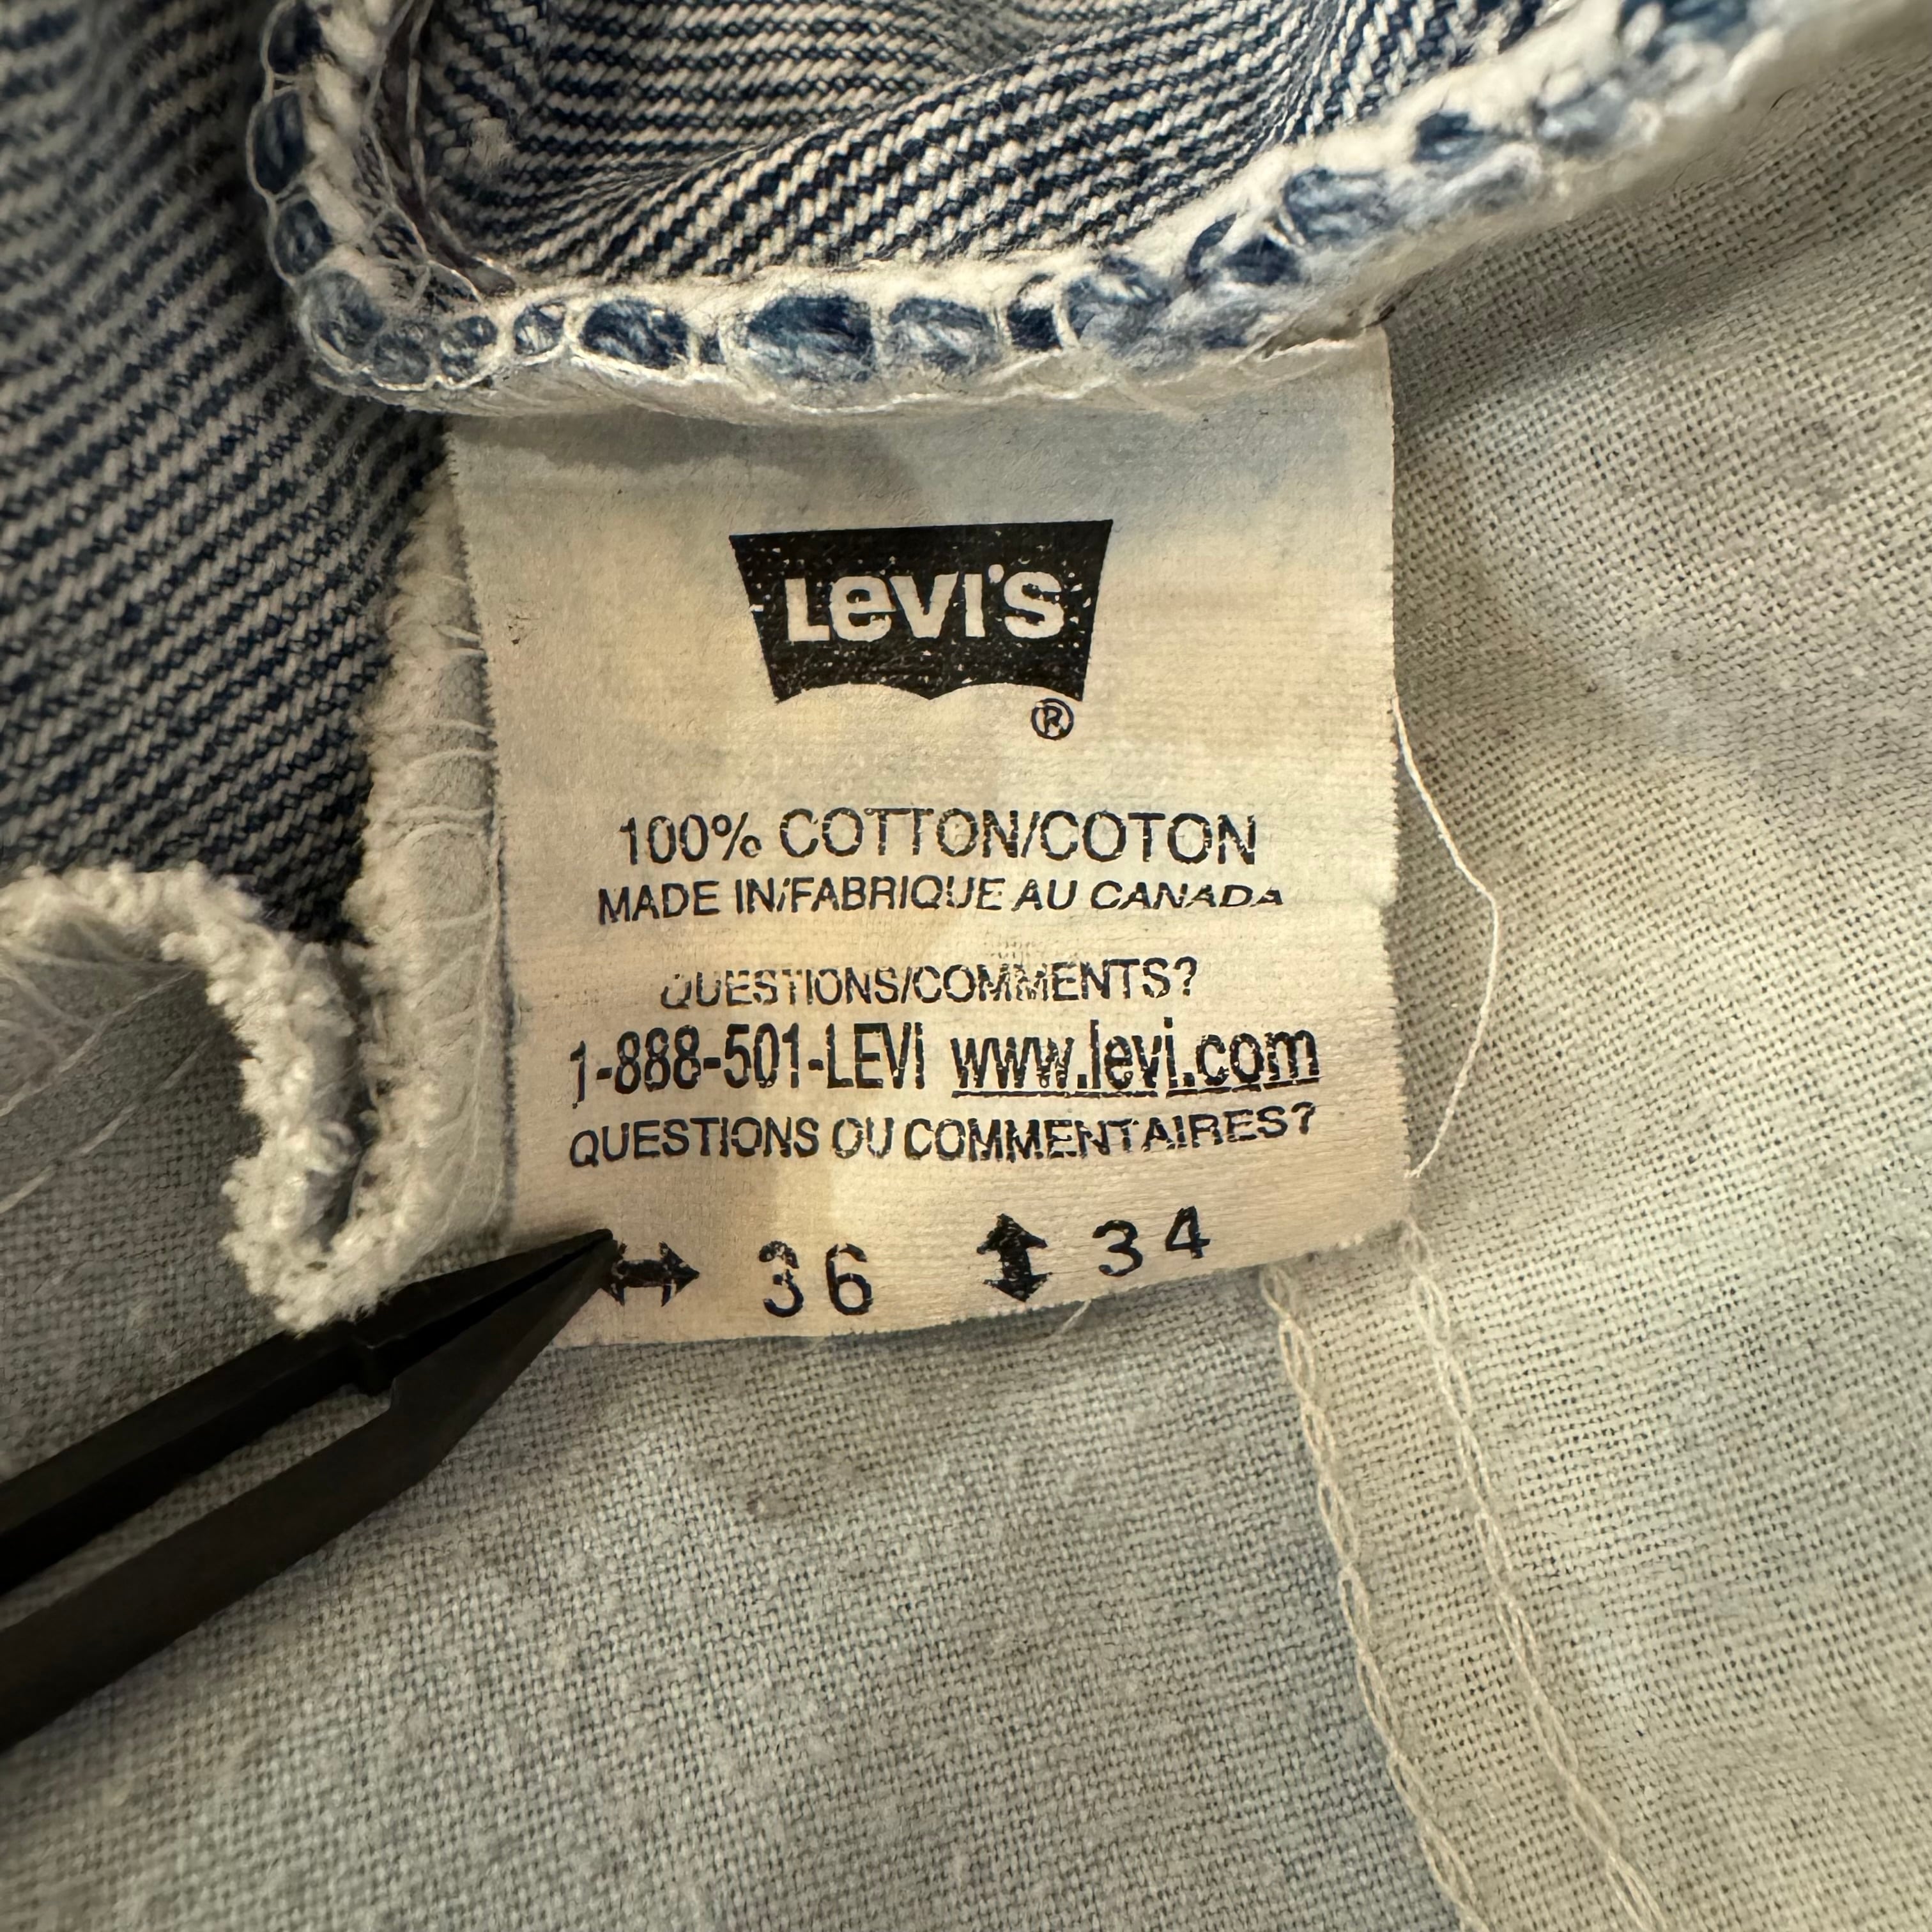 LEVI'S
®
100% COTTON/COTON
MADE IN/FABRIQUE AU CANADA
QUESTIONS/COMMENTS?
1-888-501-LEVI www.levi.com
QUESTIONS OU COMMENTAIRES?
↔ 36 ↕ 34